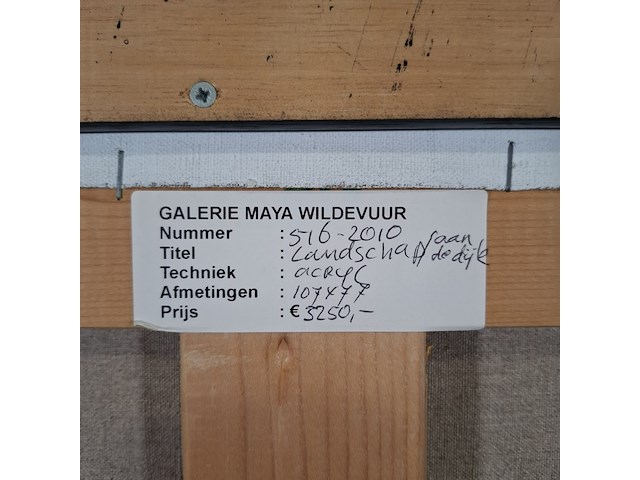 GALERIE MAYA WILDEVUUR
Nummer : 516-2010
Titel : Landschap / aan de dijk
Techniek : acryl
Afmetingen : 107x77
Prijs : € 3250,-